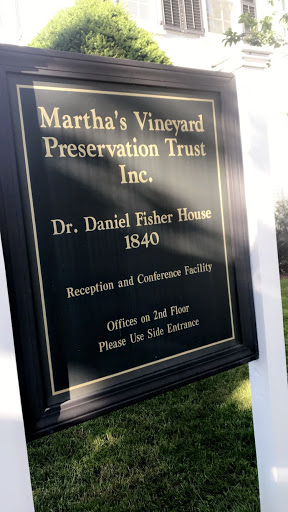 Martha's Vineyard
Preservation Trust
Inc.
Dr. Daniel Fisher House
1840
Reception and Conference Facility
Offices on 2nd Floor
Please Use Side Entrance